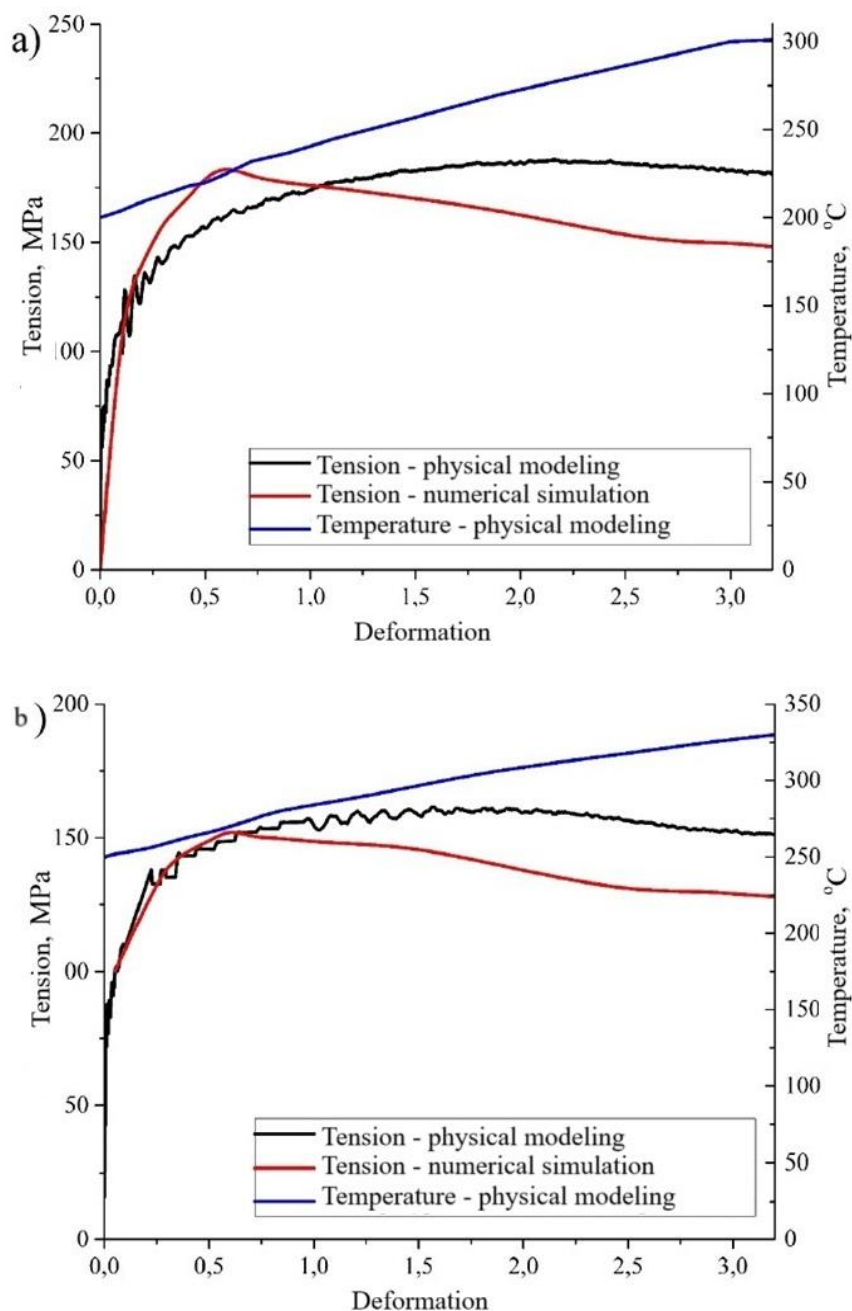 a)
250
200
150
00
50
0
Tension, MPa
300
250
200
150
100
50
0
Temperature, °C
Tension - physical modeling
Tension - numerical simulation
Temperature - physical modeling
0,0 0,5 1,0 1,5 2,0 2,5 3,0
Deformation
b)
200
150
00
50
0
Tension, MPa
350
300
250
200
150
100
50
0
Temperature, °C
Tension - physical modeling
Tension - numerical simulation
Temperature - physical modeling
0,0 0,5 1,0 1,5 2,0 2,5 3,0
Deformation